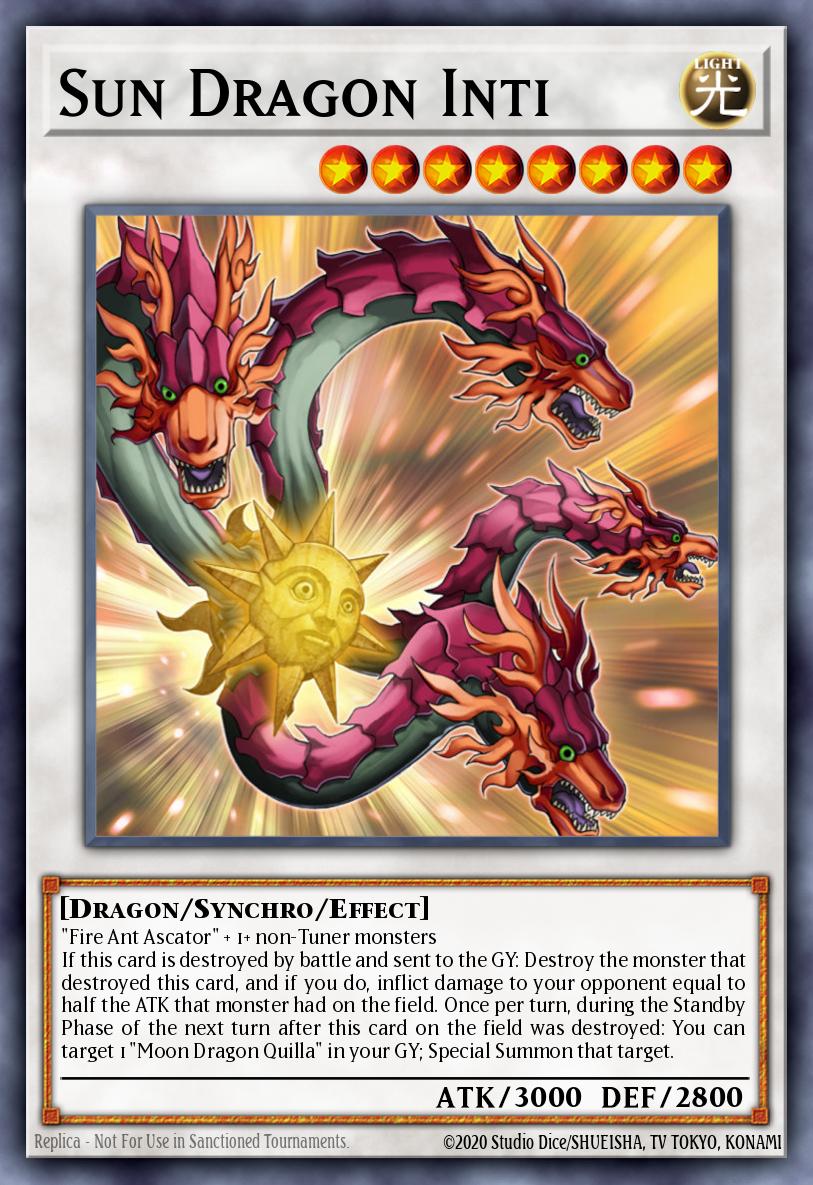 Sun Dragon Inti
LIGHT
光
[Dragon/Synchro/Effect]
"Fire Ant Ascator" + 1+ non-Tuner monsters
If this card is destroyed by battle and sent to the GY: Destroy the monster that
destroyed this card, and if you do, inflict damage to your opponent equal to
half the ATK that monster had on the field. Once per turn, during the Standby
Phase of the next turn after this card on the field was destroyed: You can
target 1 "Moon Dragon Quilla" in your GY; Special Summon that target.
ATK/3000 DEF/2800
Replica - Not For Use in Sanctioned Tournaments.
©2020 Studio Dice/SHUEISHA, TV TOKYO, KONAMI